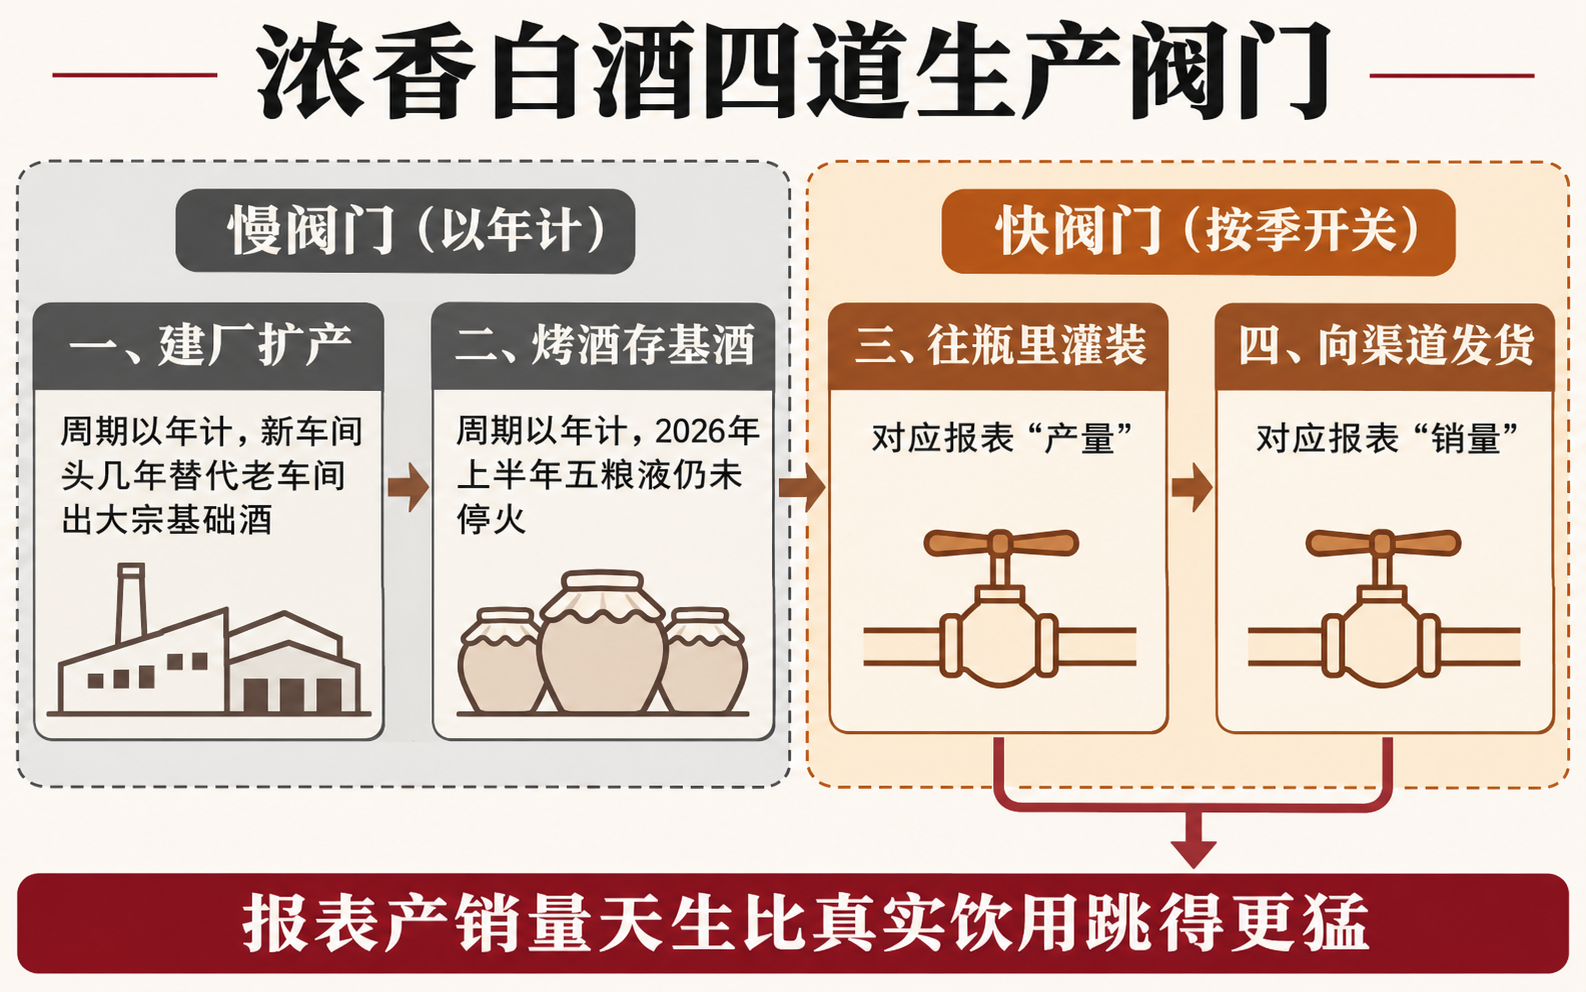 浓香白酒四道生产阀门
慢阀门（以年计）
快阀门（按季开关）
一、建厂扩产
周期以年计，新车间
头几年替代老车间
出大宗基础酒
二、烤酒存基酒
周期以年计，2026年
上半年五粮液仍未
停火
三、往瓶里灌装
对应报表“产量”
四、向渠道发货
对应报表“销量”
报表产销量天生比真实饮用跳得更猛